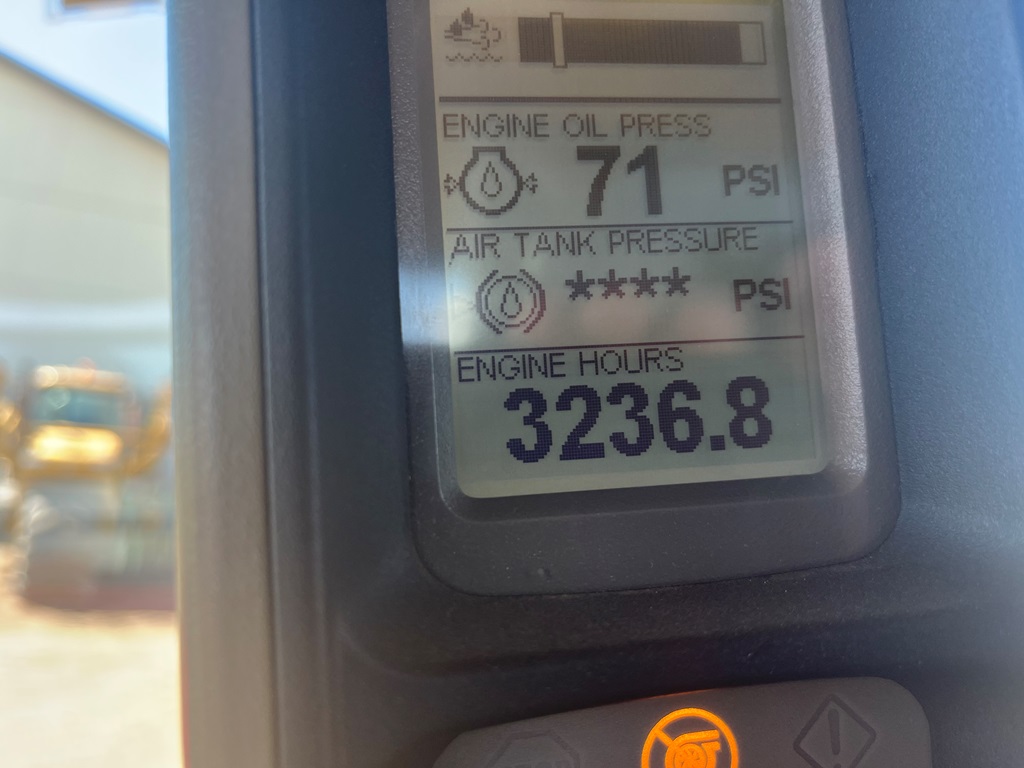 ENGINE OIL PRESS
71 PSI
AIR TANK PRESSURE
**** PSI
ENGINE HOURS
3236.8